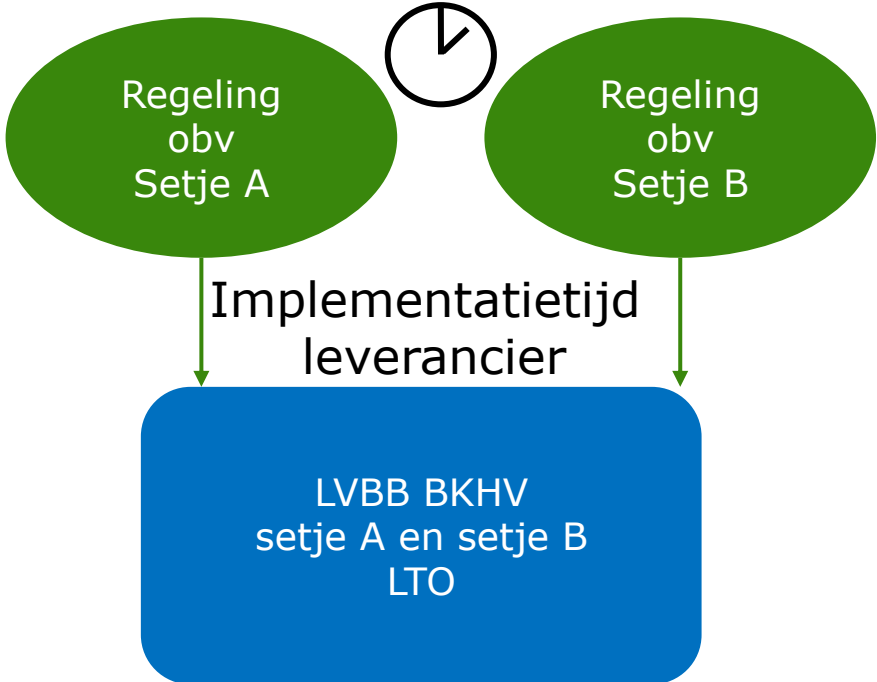 Regeling
obv
Setje A
Regeling
obv
Setje B
Implementatietijd
leverancier
LVBB BKHV
setje A en setje B
LTO